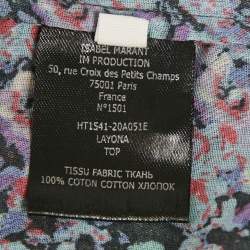 ISABEL MARANT
IM PRODUCTION
50, rue Croix des Petits Champs
75001 Paris
France
N°1501
HT1541-20A051E
LAYONA
TOP
TISSU FABRIC ТКАНЬ
100% COTON COTTON ХЛОПОК